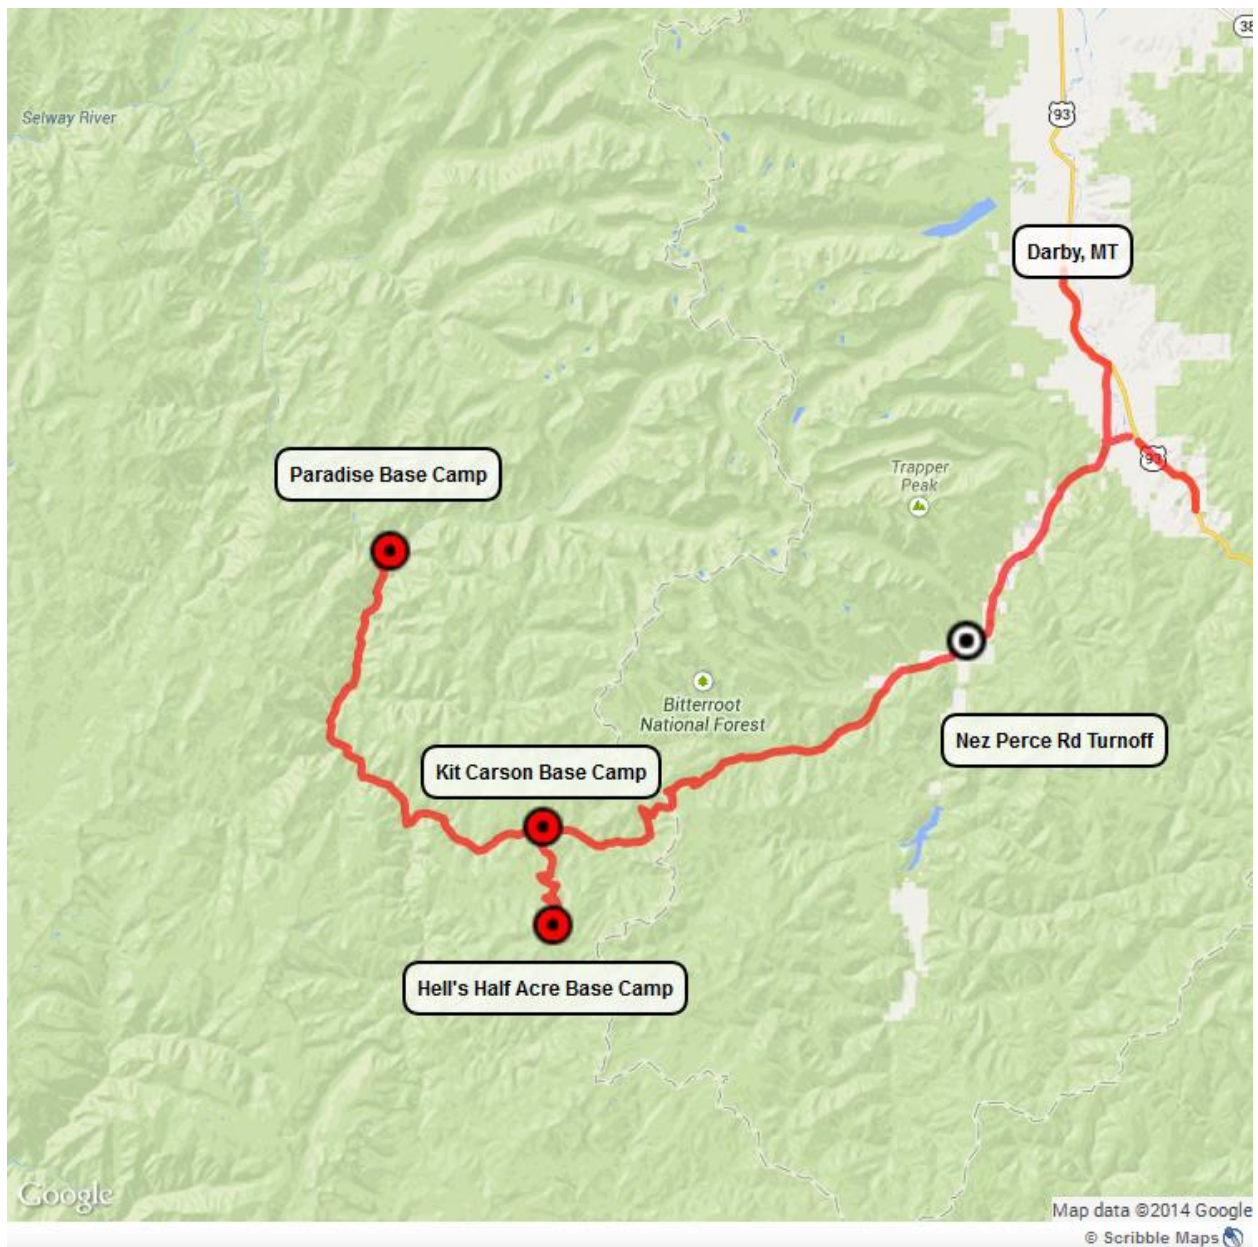 38
Selway River
93
Darby, MT
Paradise Base Camp
Trapper
Peak
93
Bitterroot
National Forest
Nez Perce Rd Turnoff
Kit Carson Base Camp
Hell's Half Acre Base Camp
Google
Map data ©2014 Google
© Scribble Maps